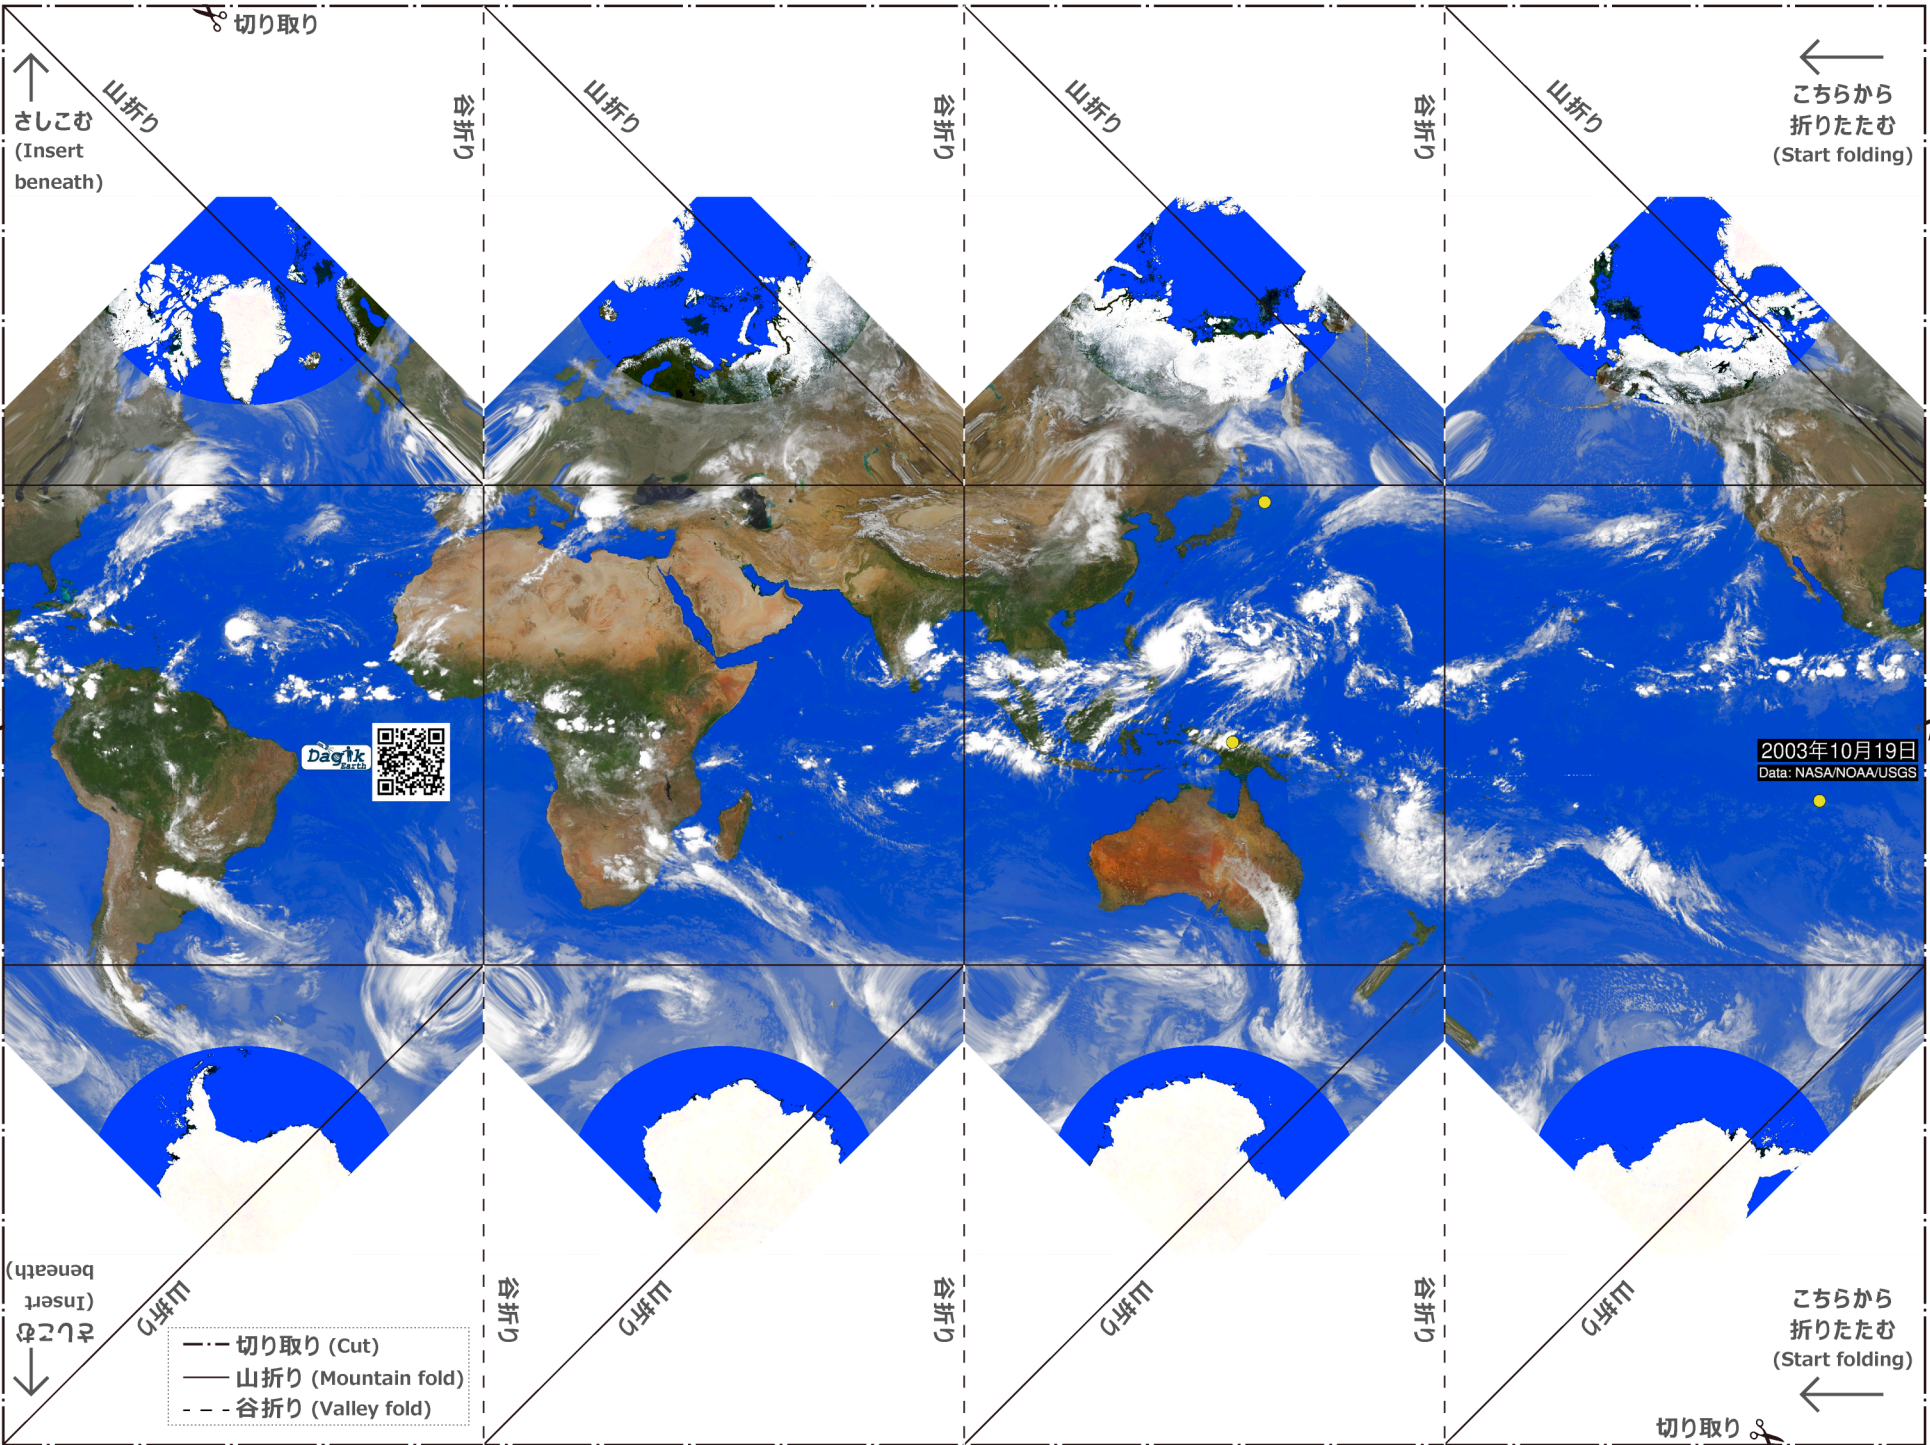 切り取り
山折り
谷折り
山折り
谷折り
山折り
谷折り
山折り
さしこむ
(Insert
beneath)
こちらから
折りたたむ
(Start folding)
Dagik
Earth
2003年10月19日
Data: NASA/NOAA/USGS
さしこむ
(Insert
beneath)
山折り
谷折り
山折り
谷折り
山折り
谷折り
山折り
こちらから
折りたたむ
(Start folding)
切り取り (Cut)
山折り (Mountain fold)
谷折り (Valley fold)
切り取り